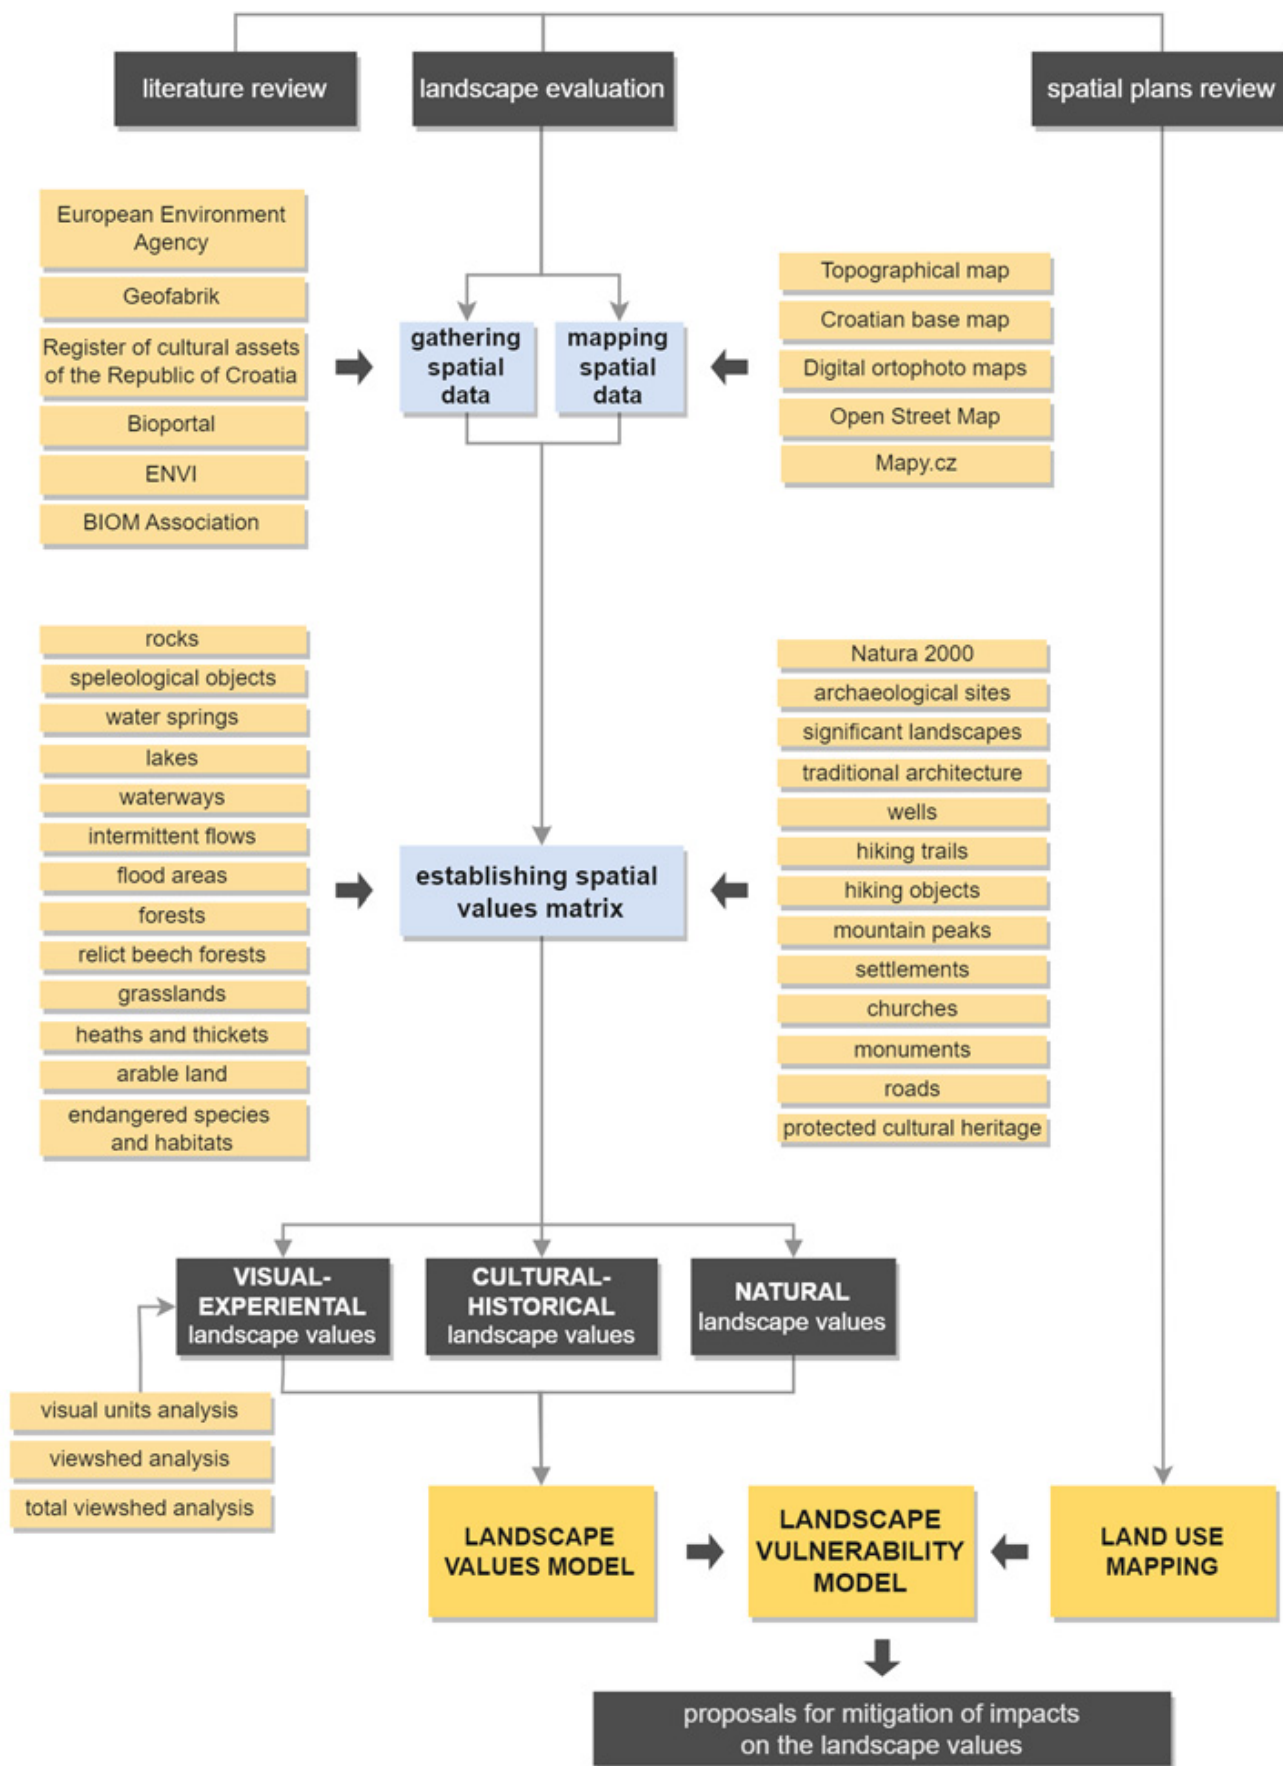 literature review
landscape evaluation
spatial plans review
European Environment
Agency
Geofabrik
Register of cultural assets
of the Republic of Croatia
Bioportal
ENVI
BIOM Association
gathering
spatial
data
mapping
spatial
data
Topographical map
Croatian base map
Digital ortophoto maps
Open Street Map
Mapy.cz
rocks
speleological objects
water springs
lakes
waterways
intermittent flows
flood areas
forests
relict beech forests
grasslands
heaths and thickets
arable land
endangered species
and habitats
establishing spatial
values matrix
Natura 2000
archaeological sites
significant landscapes
traditional architecture
wells
hiking trails
hiking objects
mountain peaks
settlements
churches
monuments
roads
protected cultural heritage
VISUAL-
EXPERIENTAL
landscape values
CULTURAL-
HISTORICAL
landscape values
NATURAL
landscape values
visual units analysis
viewshed analysis
total viewshed analysis
LANDSCAPE
VALUES MODEL
LANDSCAPE
VULNERABILITY
MODEL
LAND USE
MAPPING
proposals for mitigation of impacts
on the landscape values